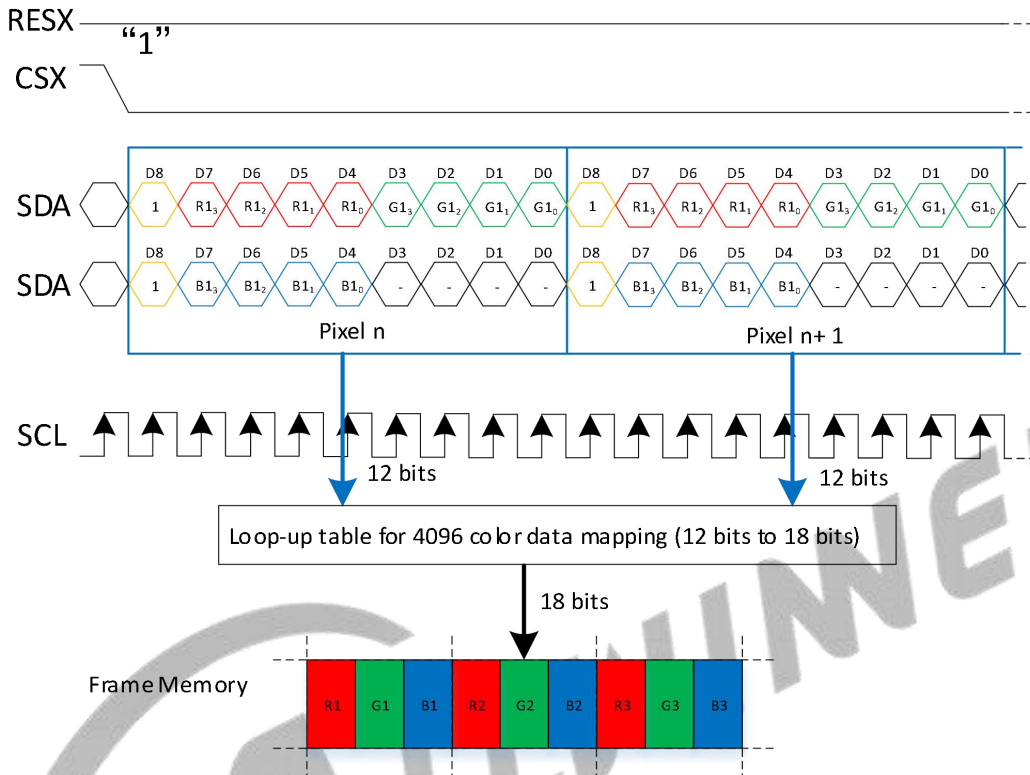 RESX
“1”
CSX
D8 D7 D6 D5 D4 D3 D2 D1 D0 D8 D7 D6 D5 D4 D3 D2 D1 D0
SDA 1 R1₃ R1₂ R1₁ R1₀ G1₃ G1₂ G1₁ G1₀ 1 R1₃ R1₂ R1₁ R1₀ G1₃ G1₂ G1₁ G1₀
D8 D7 D6 D5 D4 D3 D2 D1 D0 D8 D7 D6 D5 D4 D3 D2 D1 D0
SDA 1 B1₃ B1₂ B1₁ B1₀ - - - - 1 B1₃ B1₂ B1₁ B1₀ - - - -
Pixel n Pixel n+ 1
SCL
12 bits 12 bits
Loop-up table for 4096 color data mapping (12 bits to 18 bits)
18 bits
Frame Memory
R1 G1 B1 R2 G2 B2 R3 G3 B3